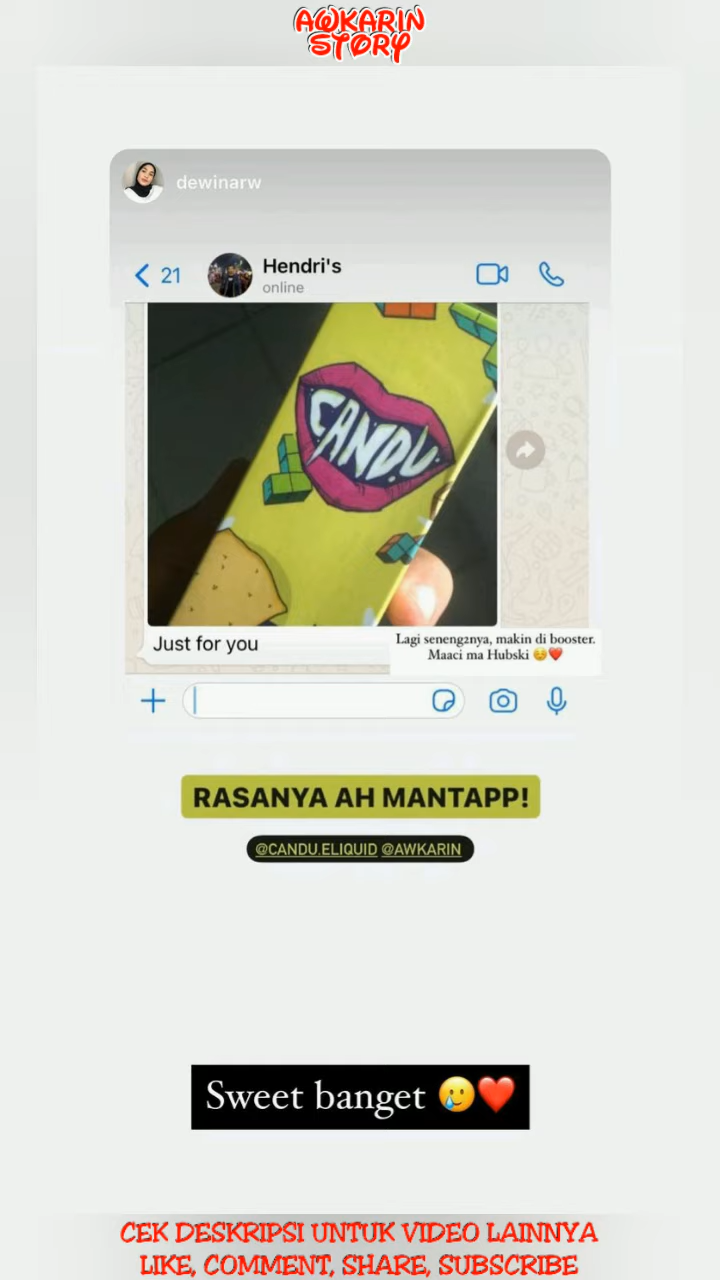 AWKARIN
STORY
dewinarw
21
Hendri's
online
CANDU
Just for you
Lagi seneng2nya, makin di booster.
Maaci ma Hubski ☺️❤️
RASANYA AH MANTAPP!
@CANDU.ELIQUID @AWKARIN
Sweet banget 🥲❤️
CEK DESKRIPSI UNTUK VIDEO LAINNYA
LIKE, COMMENT, SHARE, SUBSCRIBE